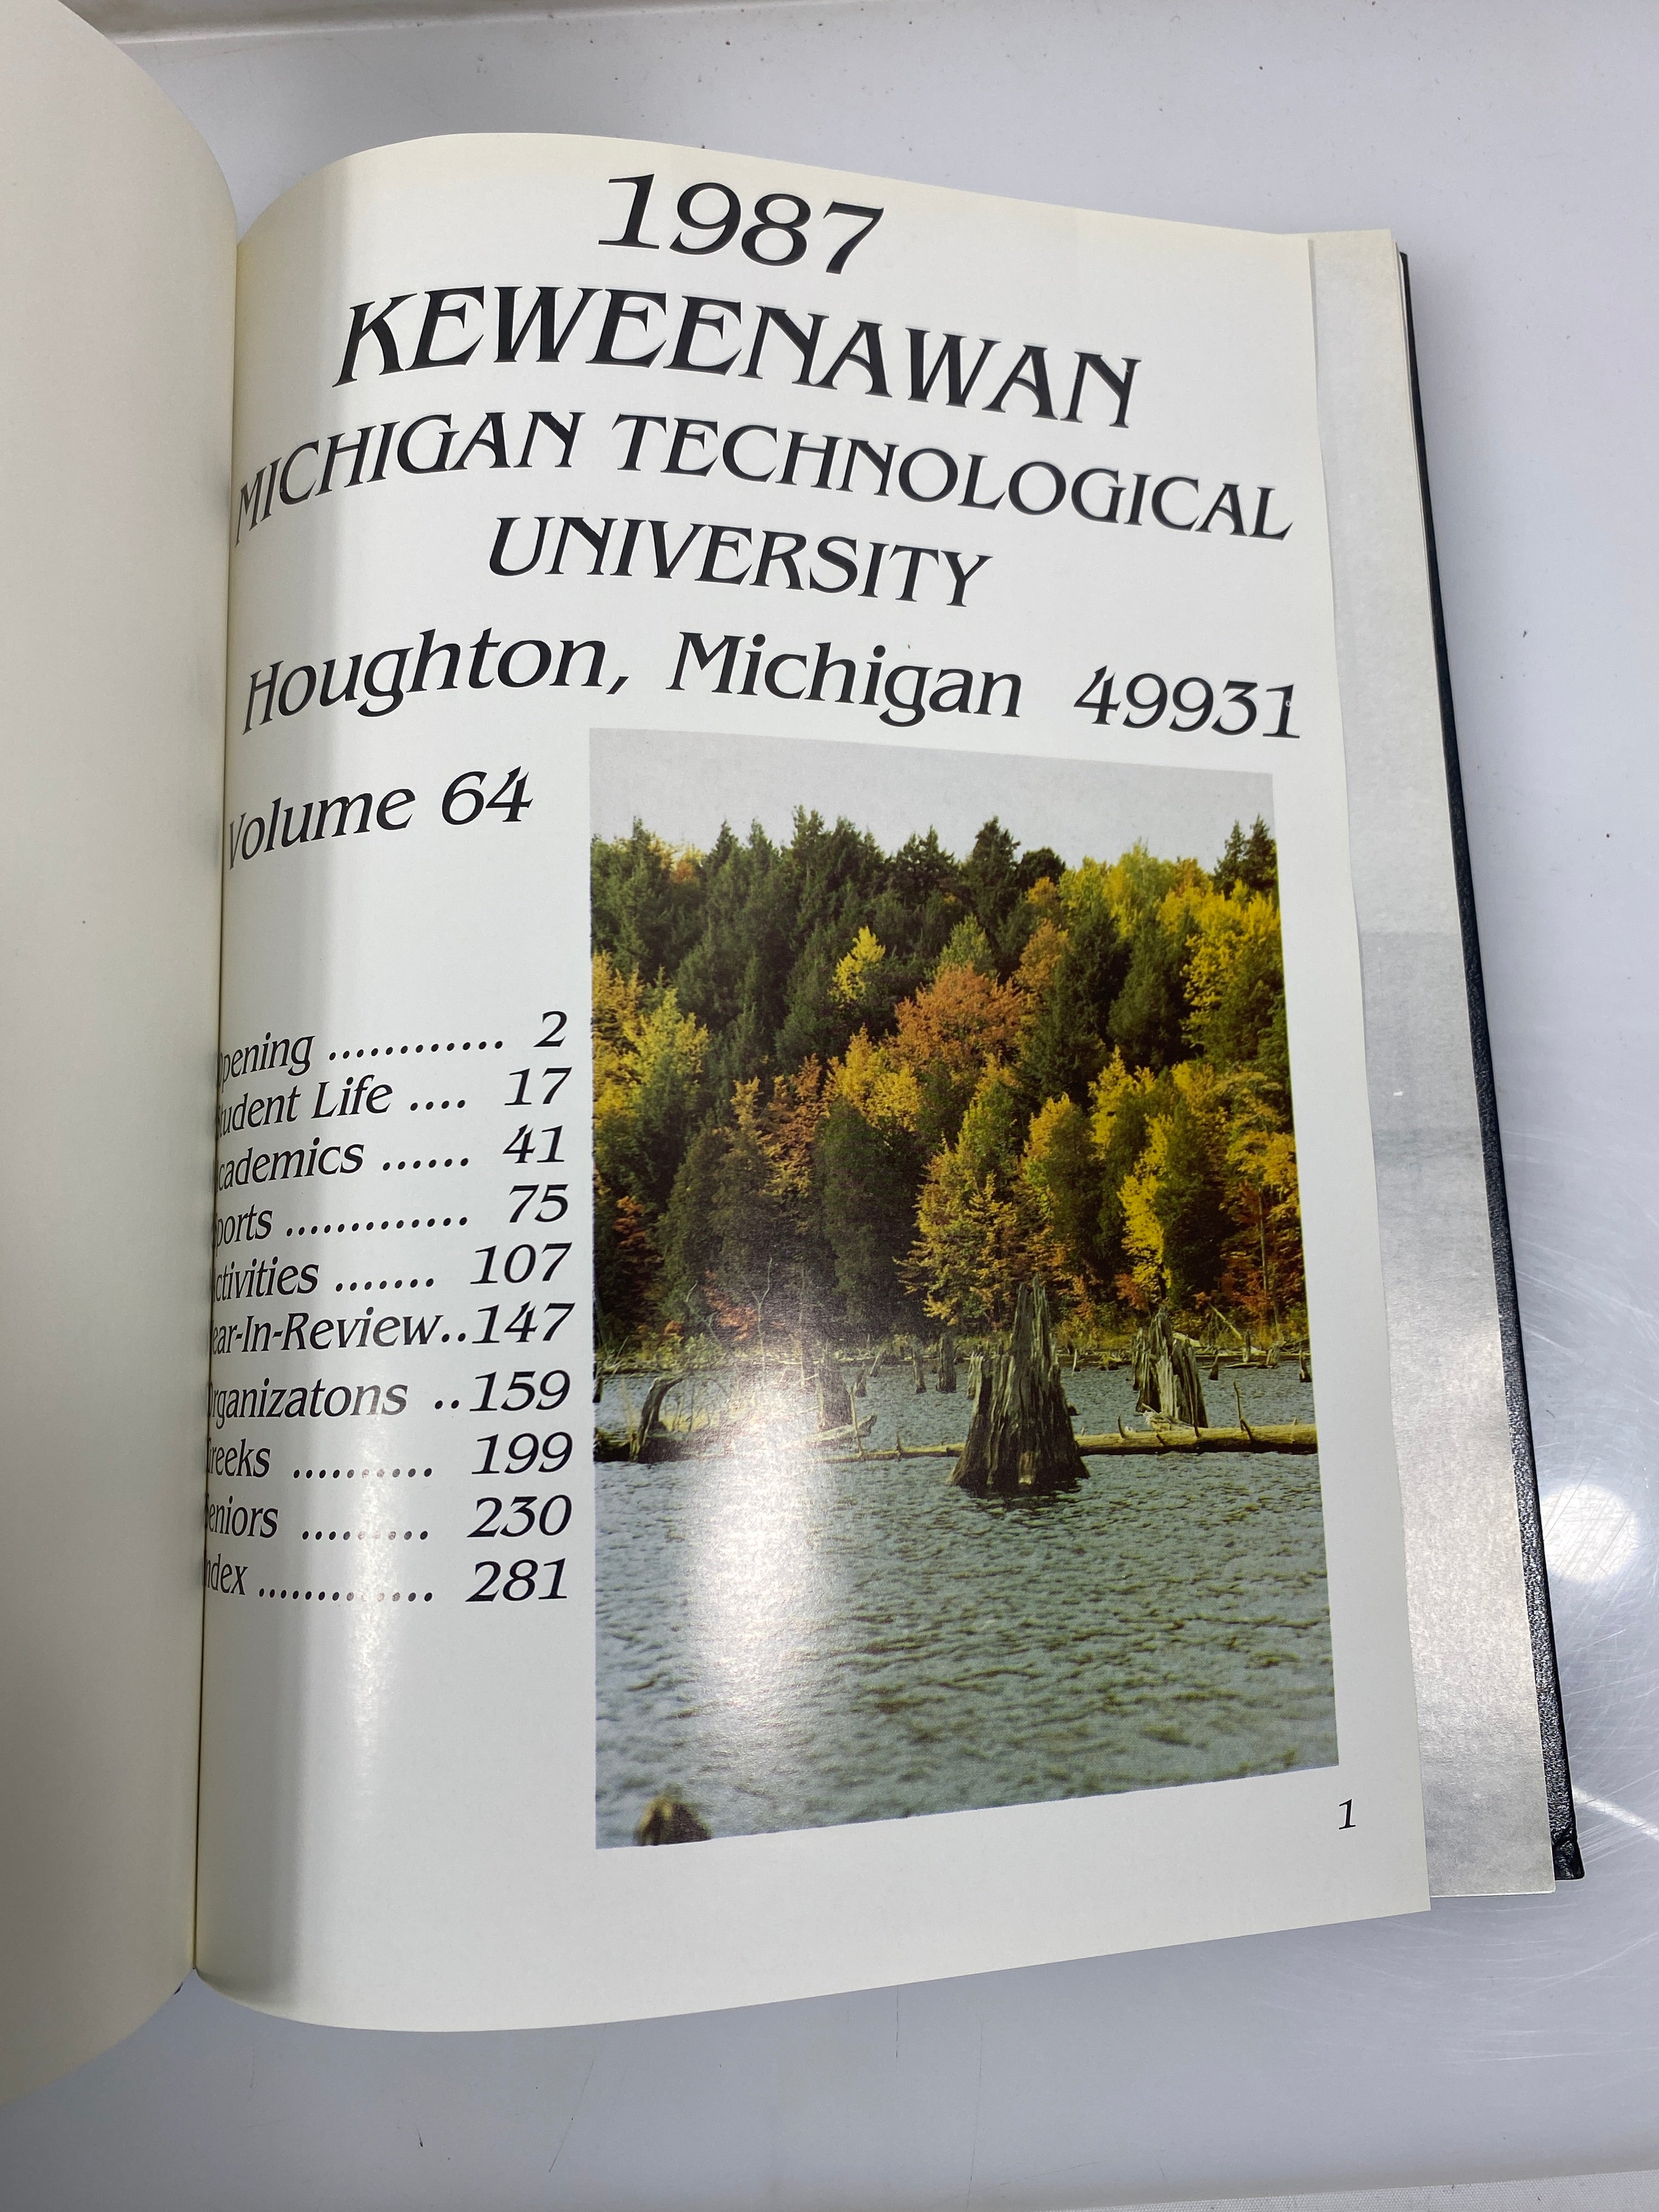 1987
KEWEENAWAN
MICHIGAN TECHNOLOGICAL
UNIVERSITY
Houghton, Michigan 49931
Volume 64
pening ............ 2
tudent Life .... 17
cademics ...... 41
ports ............. 75
ctivities ....... 107
ear-In-Review..147
rganizatons ..159
reeks .......... 199
eniors ......... 230
ndex ............. 281
1